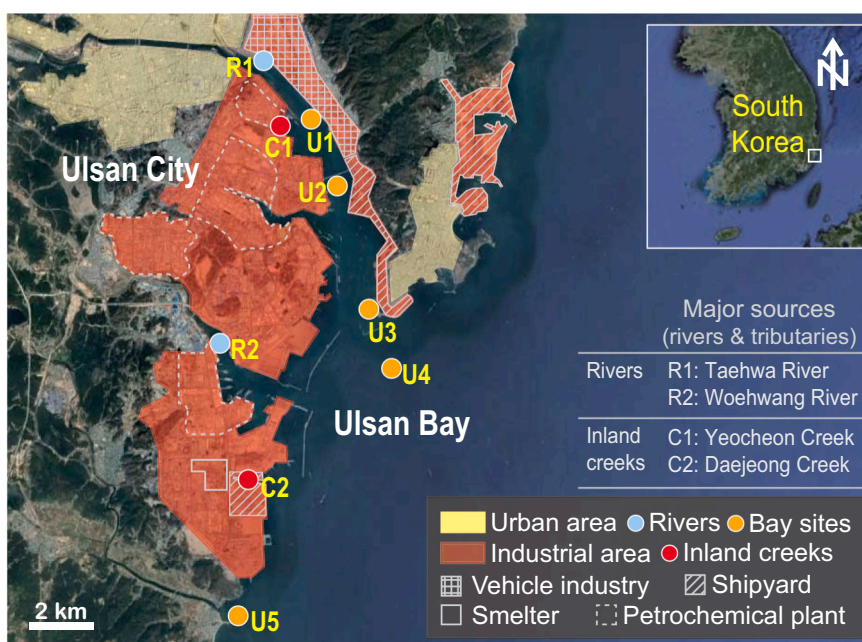 R1
C1
U1
Ulsan City
U2
U3
R2
U4
Ulsan Bay
C2
U5
2 km
N
South
Korea
Major sources
(rivers & tributaries)
Rivers R1: Taehwa River
R2: Woehwang River
Inland
creeks
C1: Yeocheon Creek
C2: Daejeong Creek
Urban area Rivers Bay sites
Industrial area Inland creeks
Vehicle industry Shipyard
Smelter Petrochemical plant